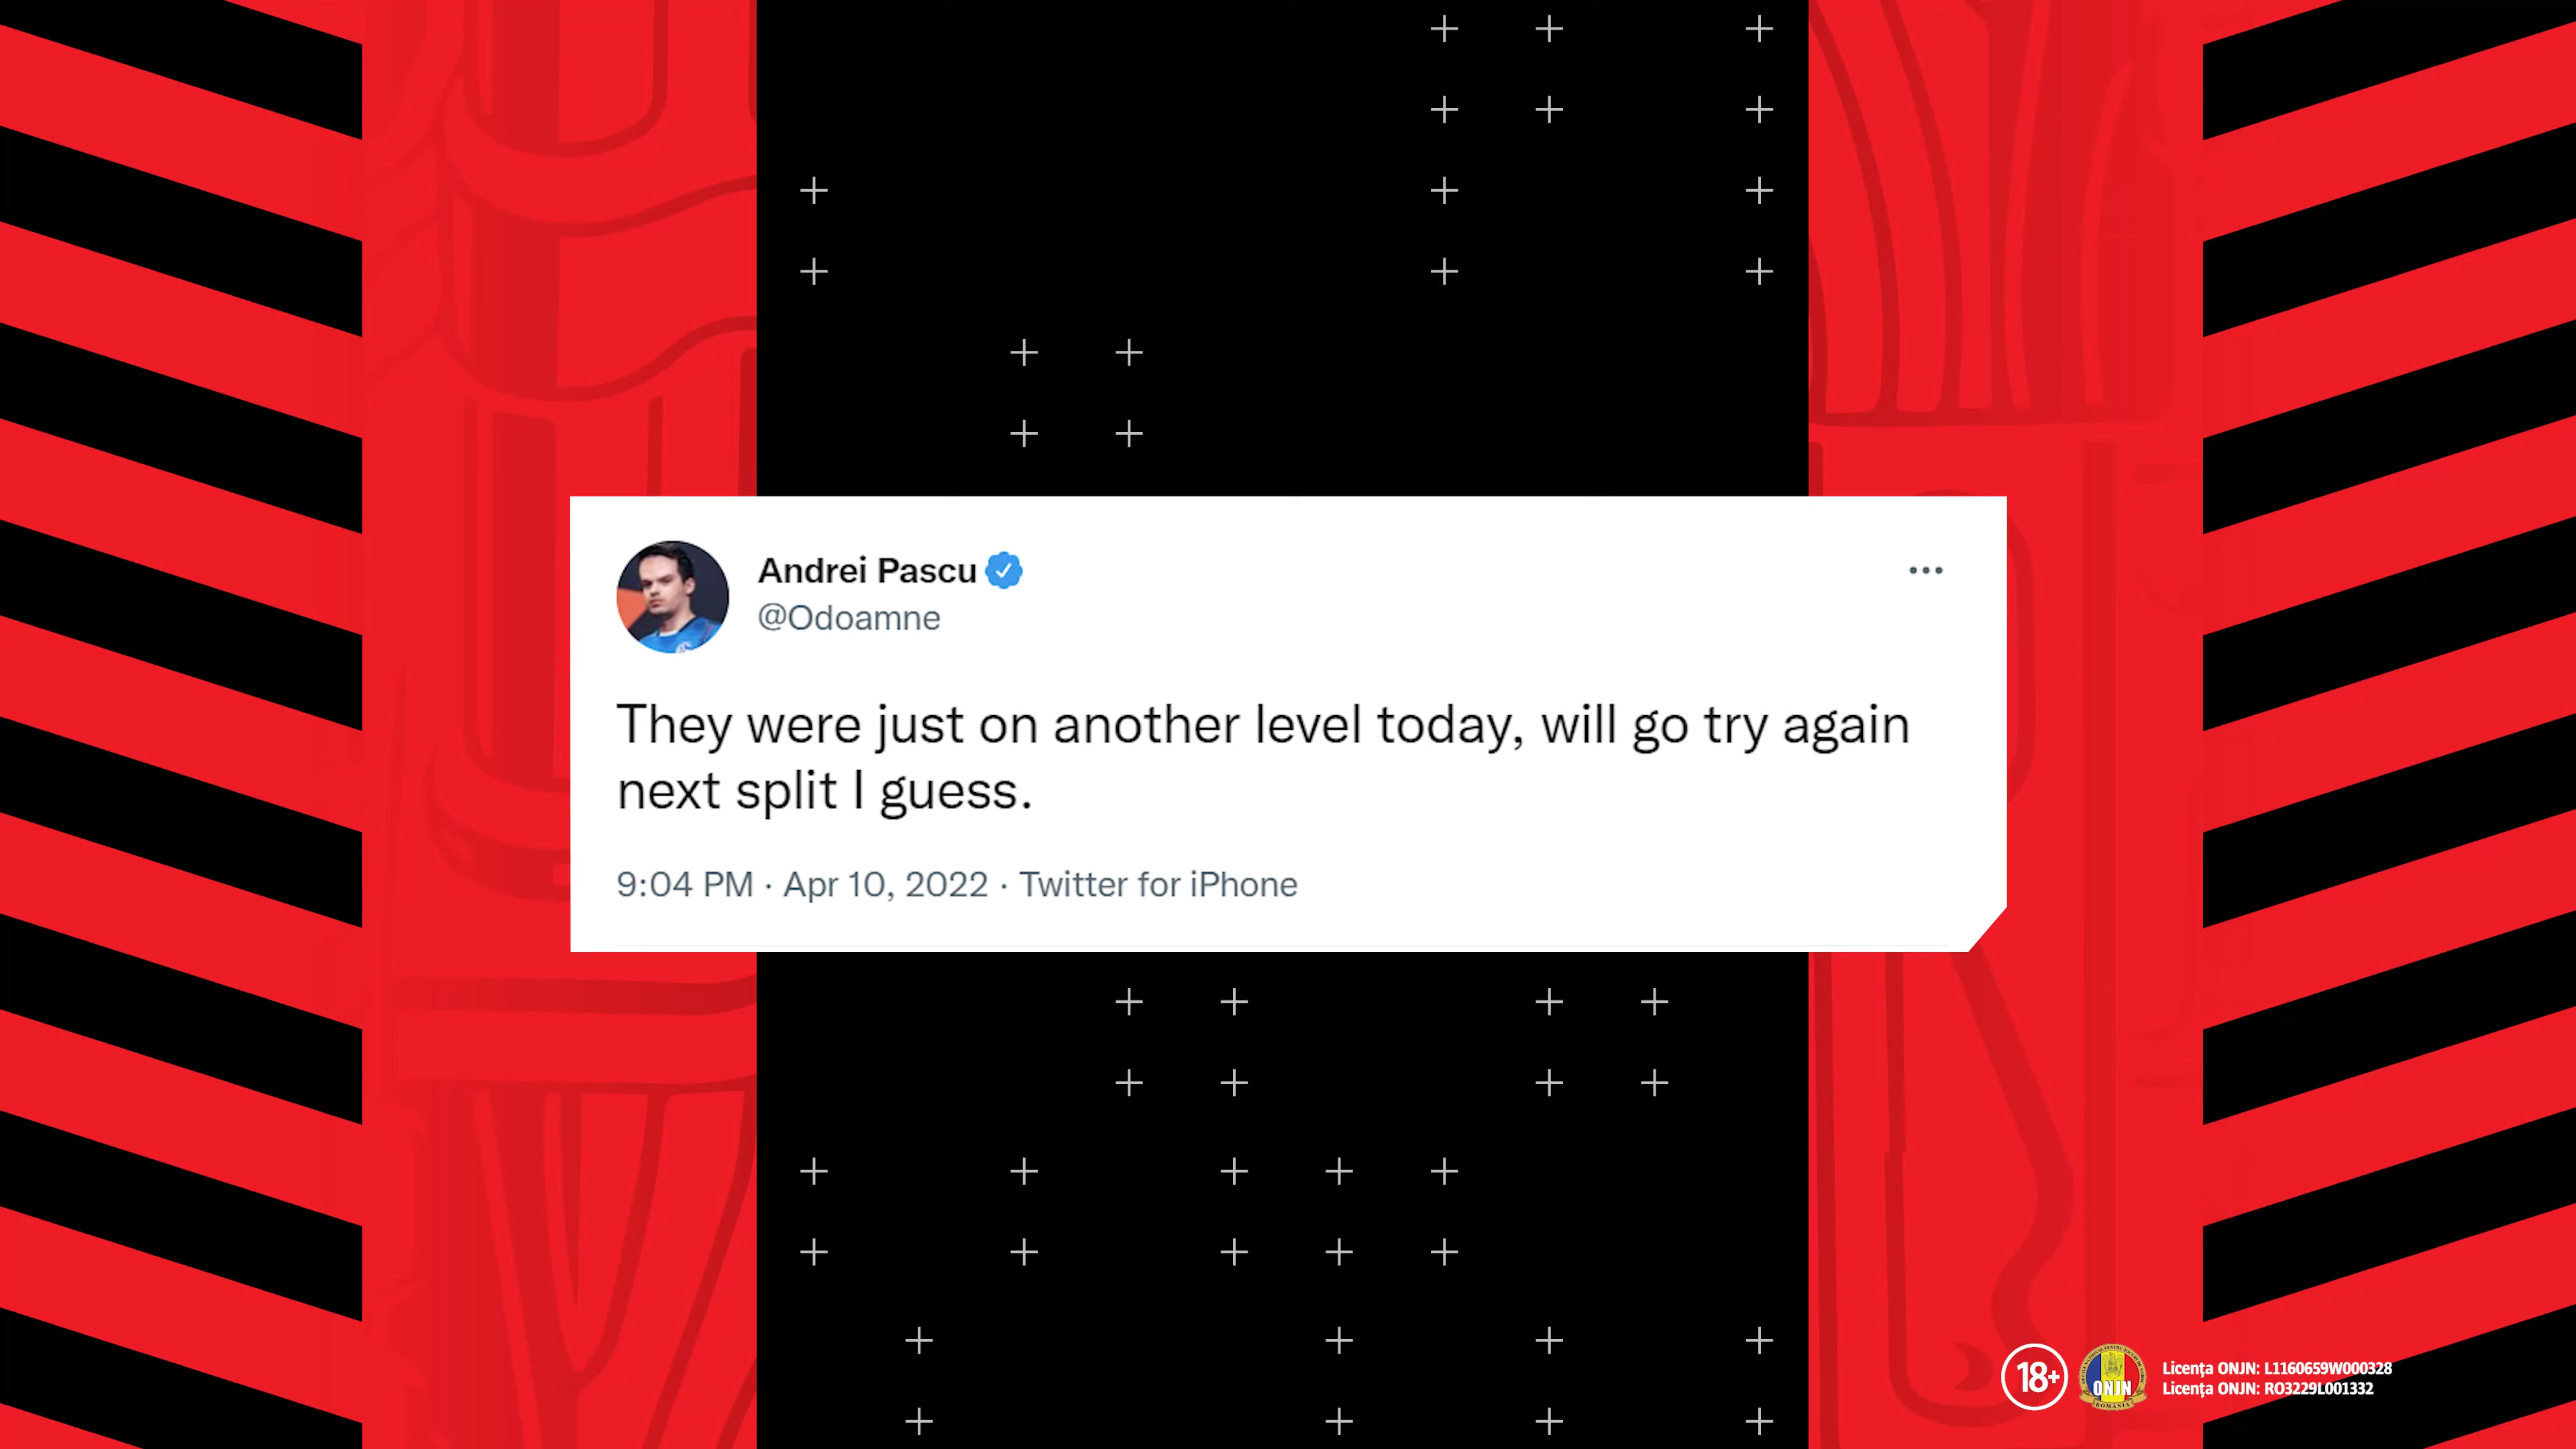 Andrei Pascu
@Odoamne
They were just on another level today, will go try again
next split I guess.
9:04 PM · Apr 10, 2022 · Twitter for iPhone
18+
ONJN
ROMÂNIA
Licența ONJN: L1160659W000328
Licența ONJN: RO3229L001332